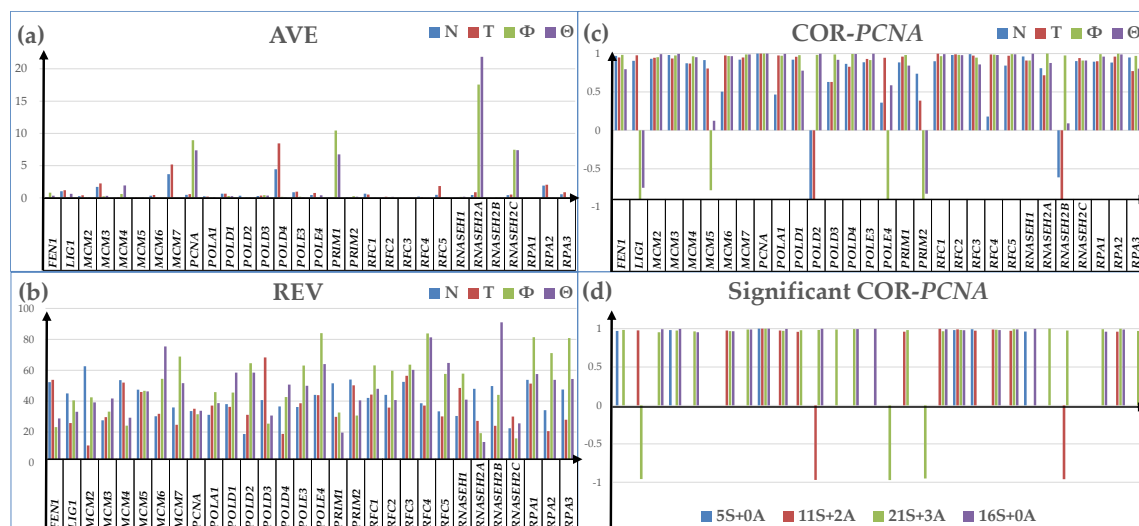 (a)
AVE
N T Φ Θ
20
15
10
5
0
FEN1 LIG1 MCM2 MCM3 MCM4 MCM5 MCM6 MCM7 PCNA POLA1 POLD1 POLD2 POLD3 POLD4 POLE3 POLE4 PRIM1 PRIM2 RFC1 RFC2 RFC3 RFC4 RFC5 RNASEH1 RNASEH2A RNASEH2B RNASEH2C RPA1 RPA2 RPA3
(b)
REV
N T Φ Θ
100
80
60
40
20
0
FEN1 LIG1 MCM2 MCM3 MCM4 MCM5 MCM6 MCM7 PCNA POLA1 POLD1 POLD2 POLD3 POLD4 POLE3 POLE4 PRIM1 PRIM2 RFC1 RFC2 RFC3 RFC4 RFC5 RNASEH1 RNASEH2A RNASEH2B RNASEH2C RPA1 RPA2 RPA3
(c)
COR-PCNA
N T Φ Θ
1
0.5
0
-0.5
-1
FEN1 LIG1 MCM2 MCM3 MCM4 MCM5 MCM6 MCM7 PCNA POLA1 POLD1 POLD2 POLD3 POLD4 POLE3 POLE4 PRIM1 PRIM2 RFC1 RFC2 RFC3 RFC4 RFC5 RNASEH1 RNASEH2A RNASEH2B RNASEH2C RPA1 RPA2 RPA3
(d)
Significant COR-PCNA
1
0.5
0
-0.5
-1
5S+0A 11S+2A 21S+3A 16S+0A